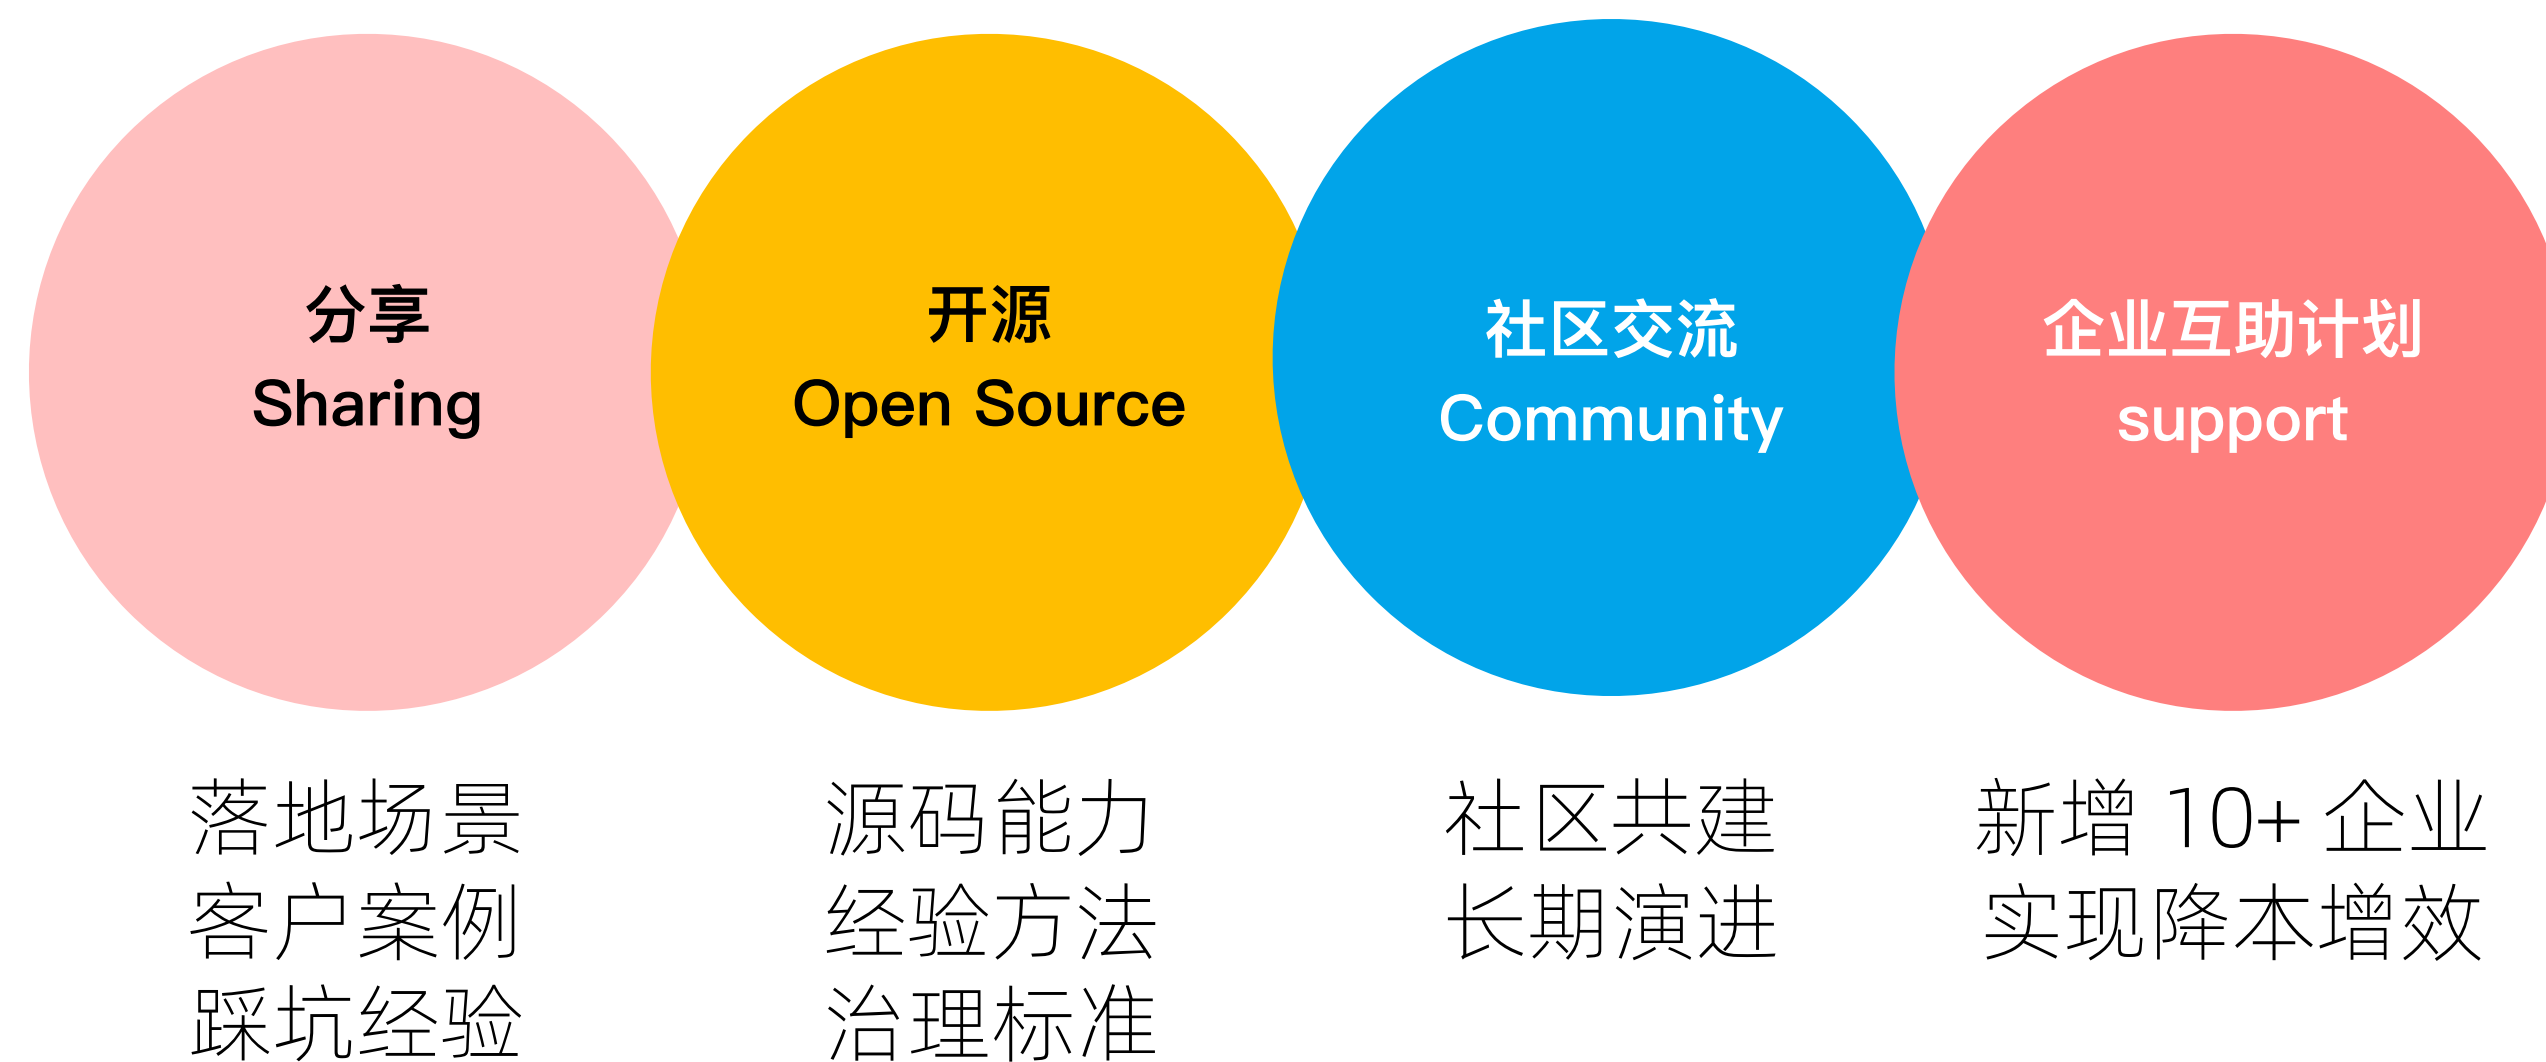 分享
Sharing
开源
Open Source
社区交流
Community
企业互助计划
support
落地场景
客户案例
踩坑经验
源码能力
经验方法
治理标准
社区共建
长期演进
新增 10+ 企业
实现降本增效